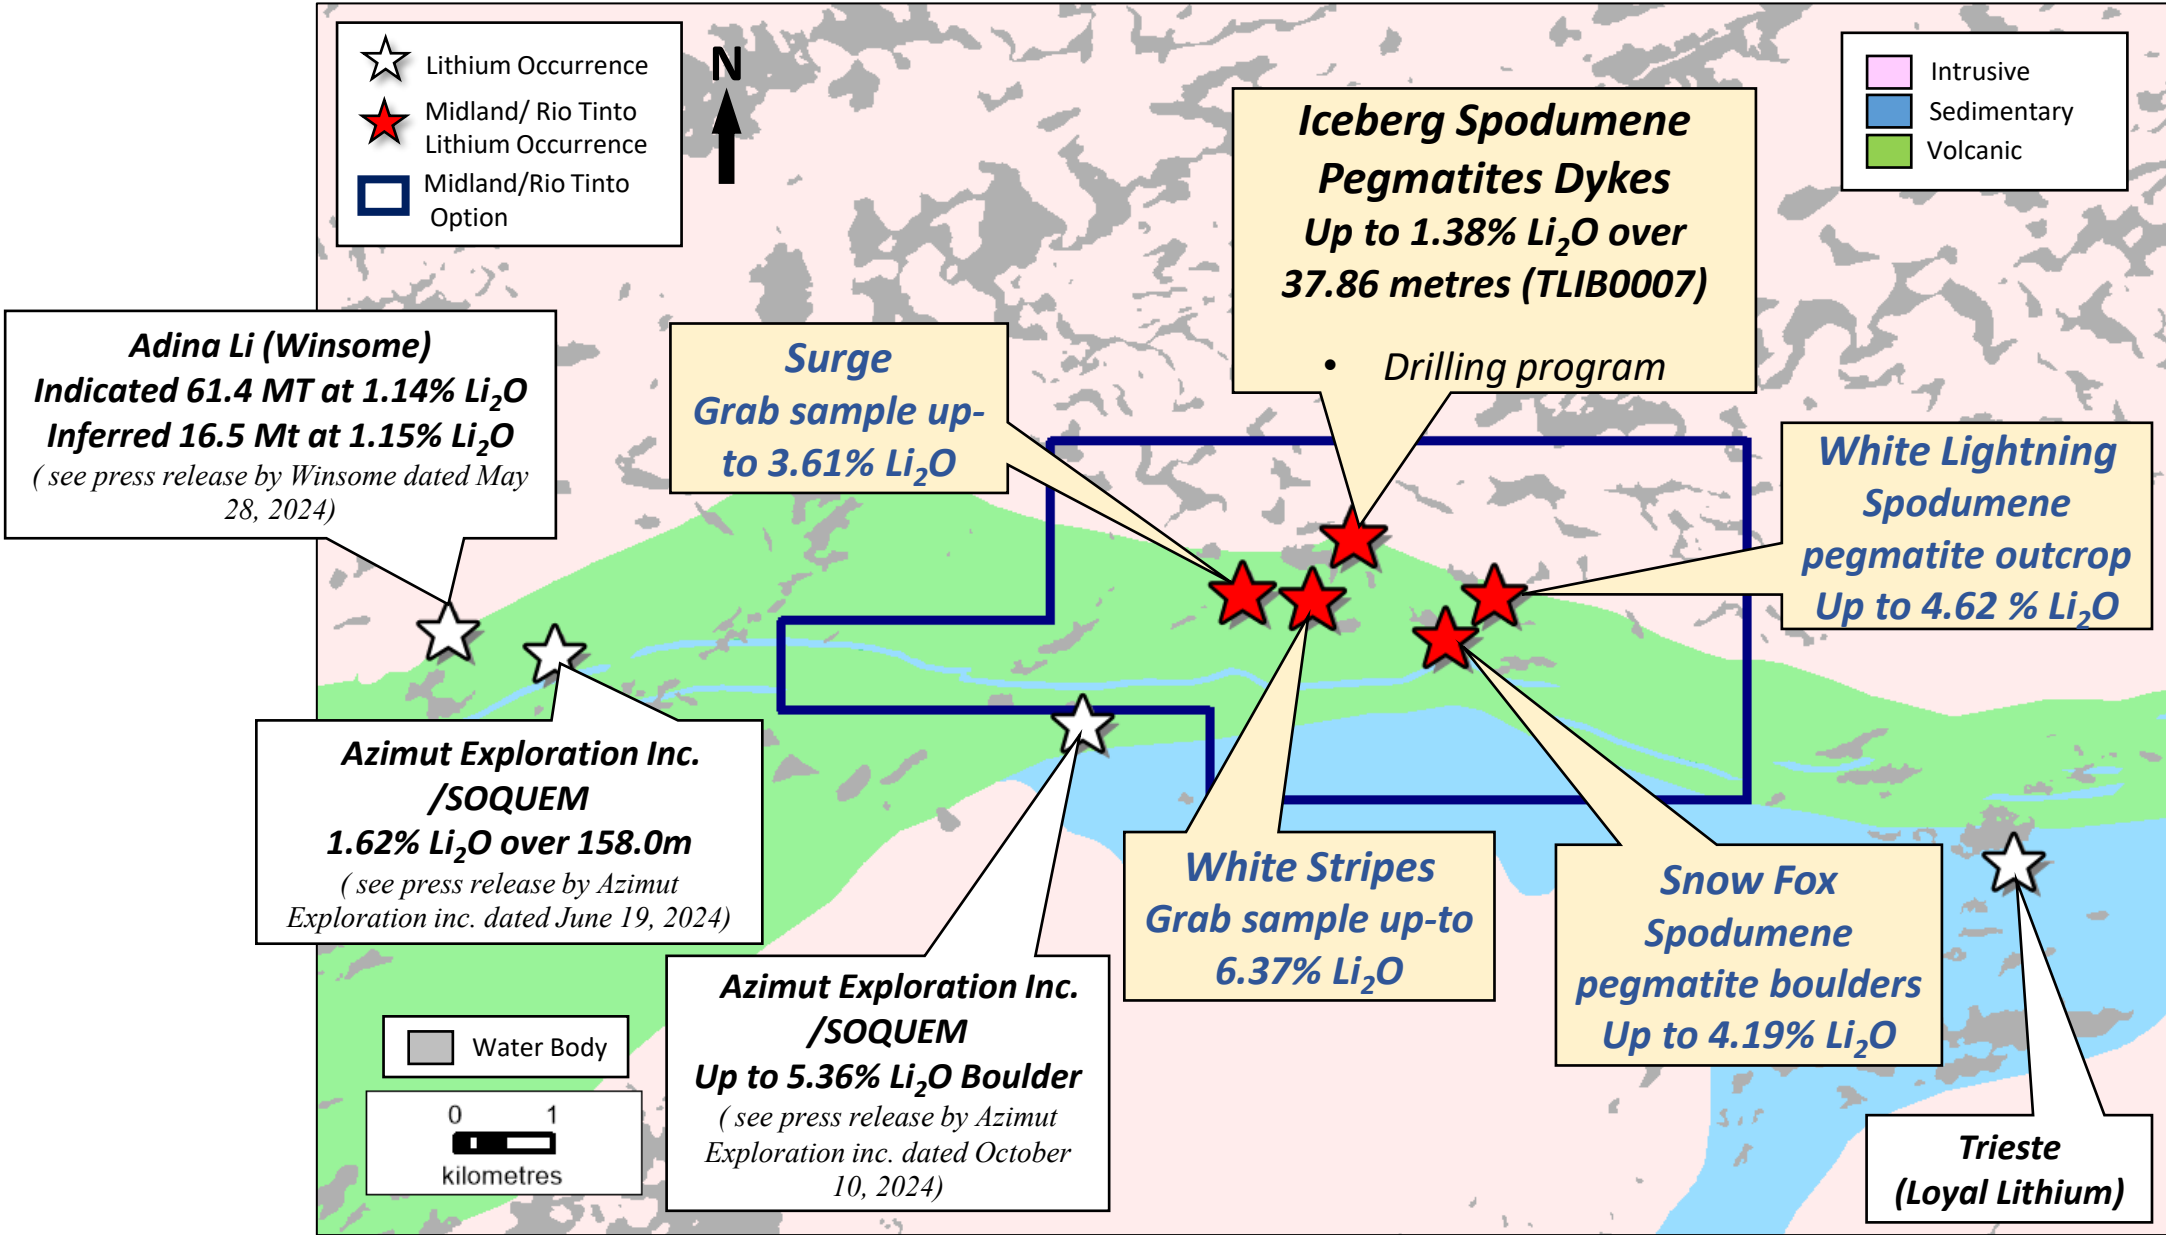 Lithium Occurrence
Midland/ Rio Tinto
Lithium Occurrence
Midland/Rio Tinto
Option
N
Intrusive
Sedimentary
Volcanic
Iceberg Spodumene
Pegmatites Dykes
Up to 1.38% Li₂O over
37.86 metres (TLIB0007)
• Drilling program
Adina Li (Winsome)
Indicated 61.4 MT at 1.14% Li₂O
Inferred 16.5 Mt at 1.15% Li₂O
( see press release by Winsome dated May
28, 2024)
Surge
Grab sample up-
to 3.61% Li₂O
White Lightning
Spodumene
pegmatite outcrop
Up to 4.62 % Li₂O
Azimut Exploration Inc.
/SOQUEM
1.62% Li₂O over 158.0m
( see press release by Azimut
Exploration inc. dated June 19, 2024)
White Stripes
Grab sample up-to
6.37% Li₂O
Snow Fox
Spodumene
pegmatite boulders
Up to 4.19% Li₂O
Azimut Exploration Inc.
/SOQUEM
Up to 5.36% Li₂O Boulder
( see press release by Azimut
Exploration inc. dated October
10, 2024)
Water Body
0 1
kilometres
Trieste
(Loyal Lithium)